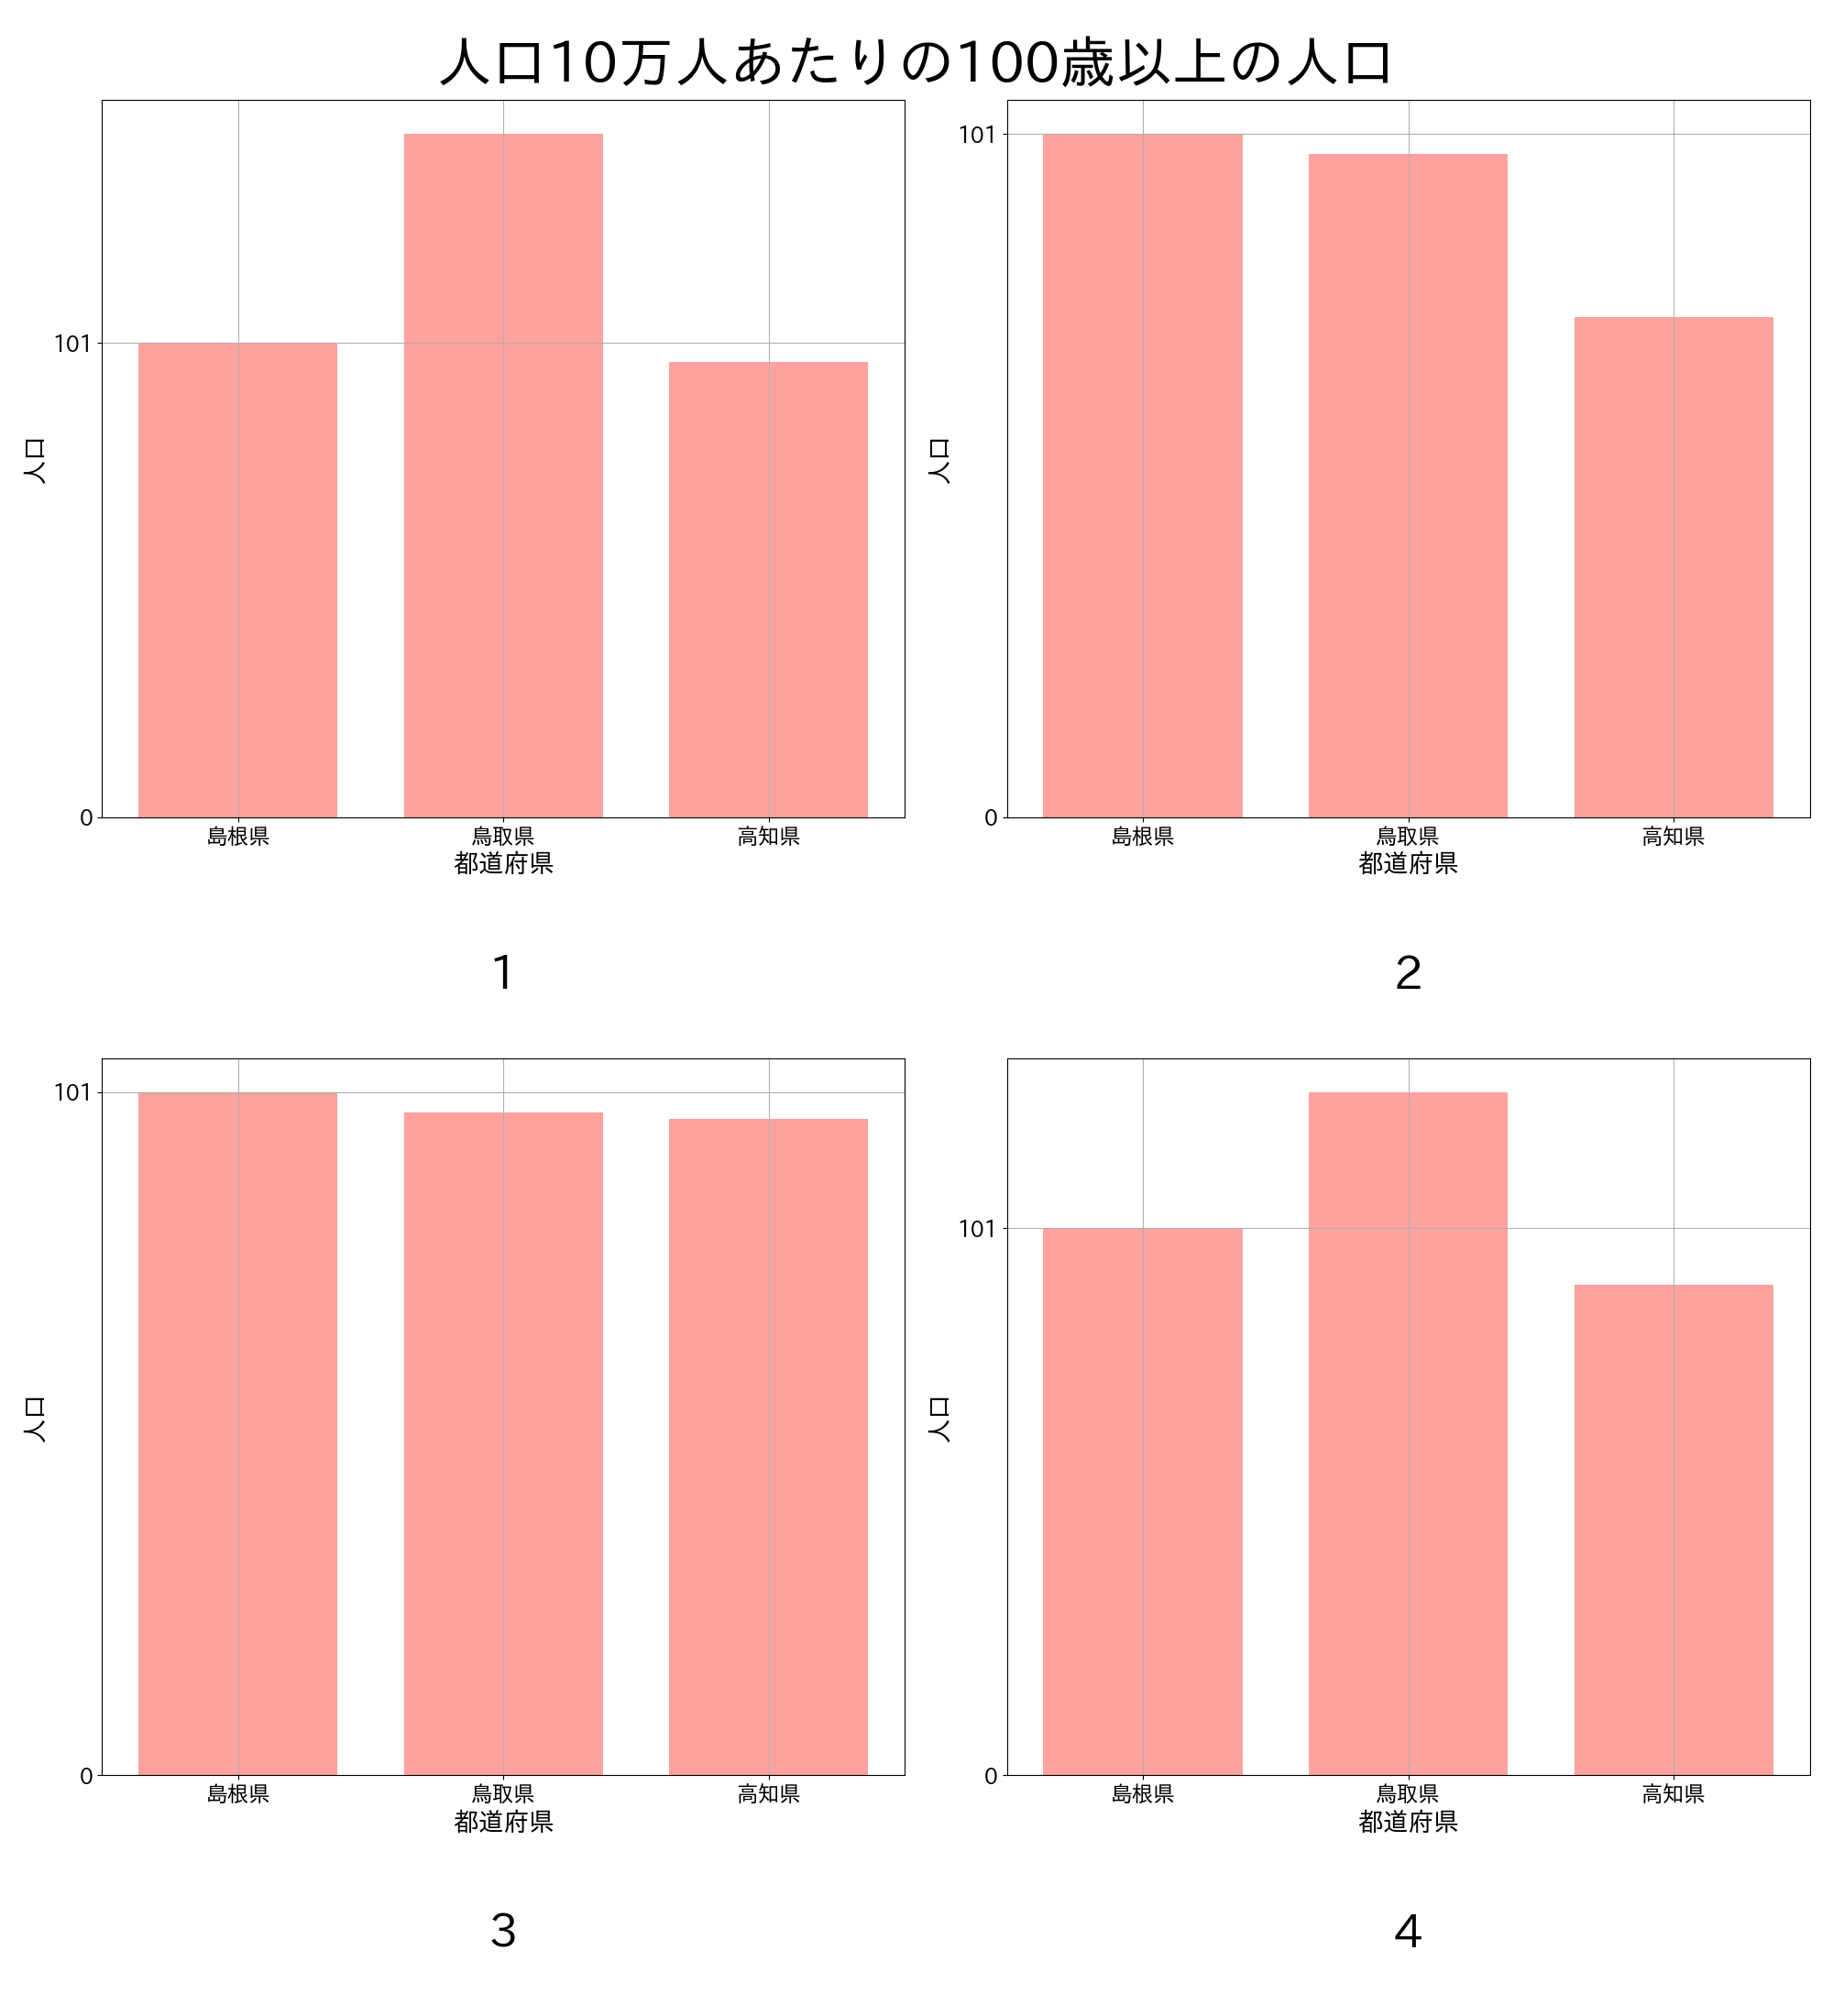 人口10万人あたりの100歳以上の人口
人口
101
0
島根県 鳥取県 高知県
都道府県
1
人口
101
0
島根県 鳥取県 高知県
都道府県
2
人口
101
0
島根県 鳥取県 高知県
都道府県
3
人口
101
0
島根県 鳥取県 高知県
都道府県
4